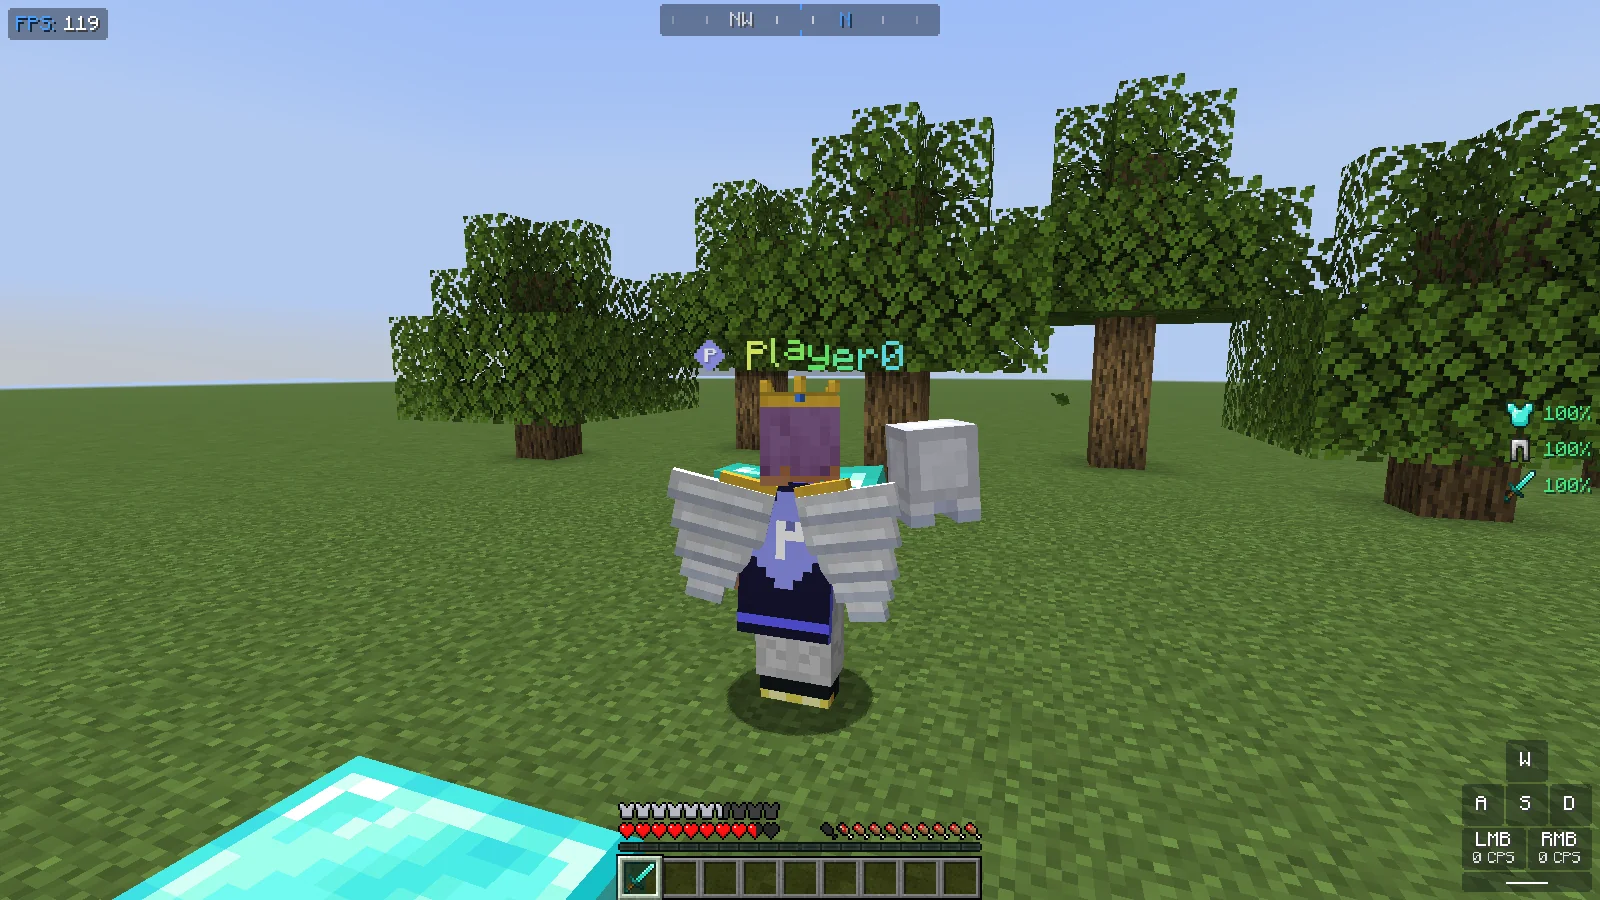 FPS: 119
NW N
P Player0
P
100%
100%
100%
W
A S D
LMB RMB
0 CPS 0 CPS